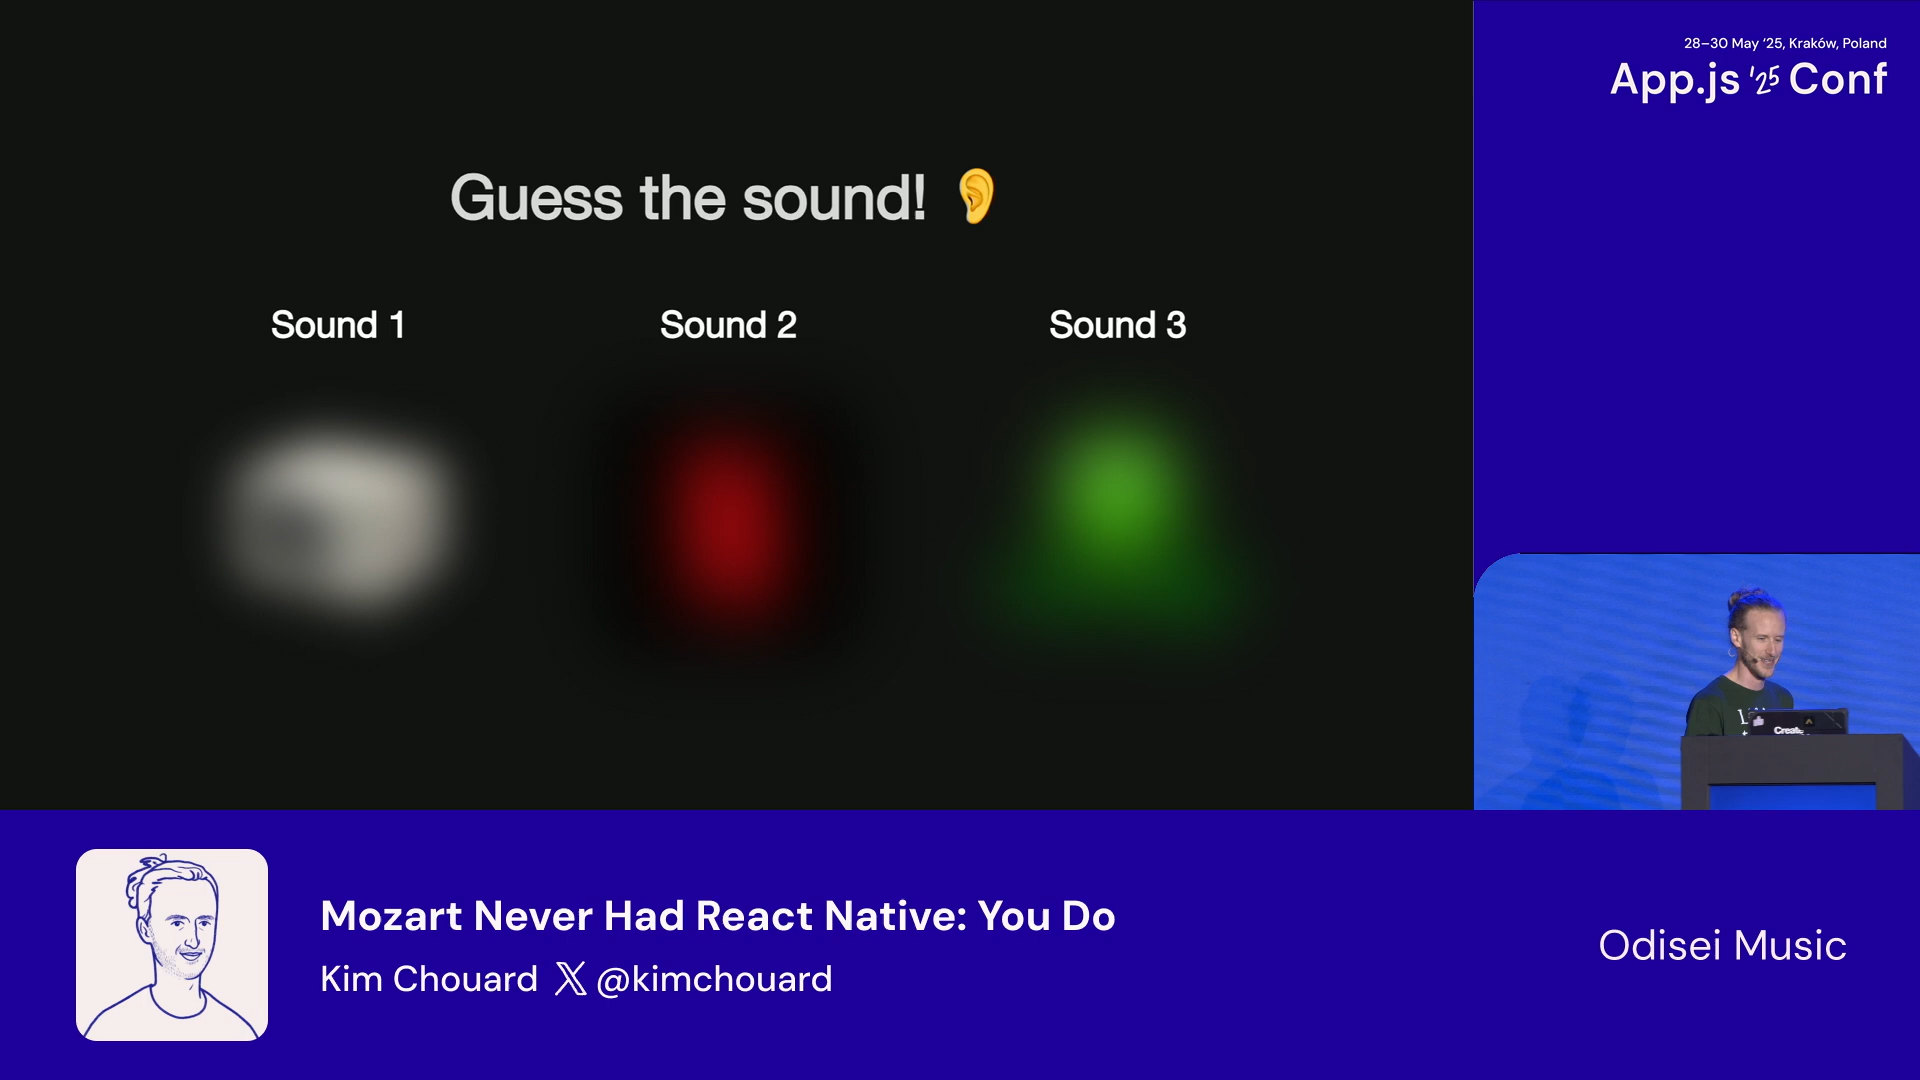 28–30 May '25, Kraków, Poland
App.js '25 Conf
Guess the sound! 👂
Sound 1
Sound 2
Sound 3
Create
Mozart Never Had React Native: You Do
Kim Chouard 𝕏 @kimchouard
Odisei Music